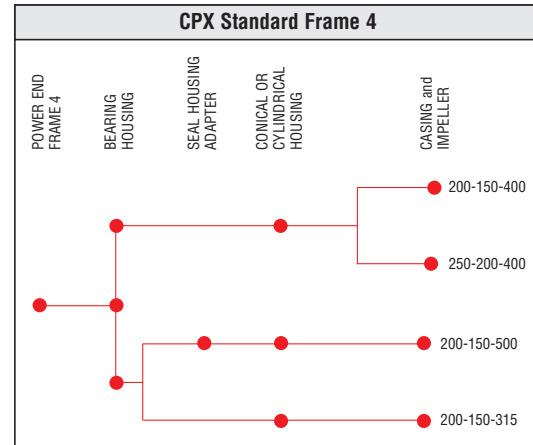 CPX Standard Frame 4
POWER END
FRAME 4
BEARING
HOUSING
SEAL HOUSING
ADAPTER
CONICAL OR
CYLINDRICAL
HOUSING
CASING and
IMPELLER
200-150-400
250-200-400
200-150-500
200-150-315